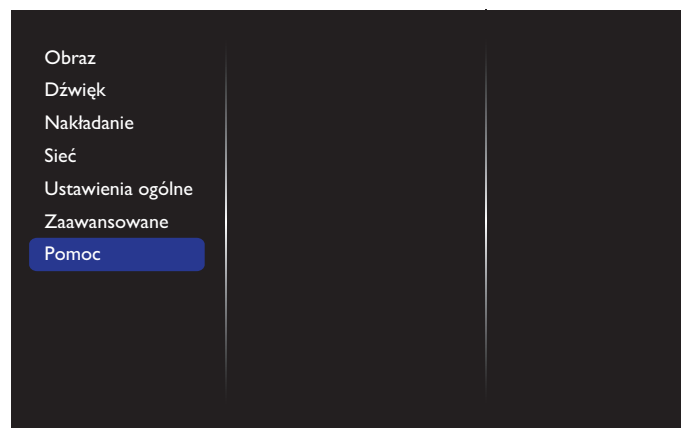 Obraz
Dźwięk
Nakładanie
Sieć
Ustawienia ogólne
Zaawansowane
Pomoc